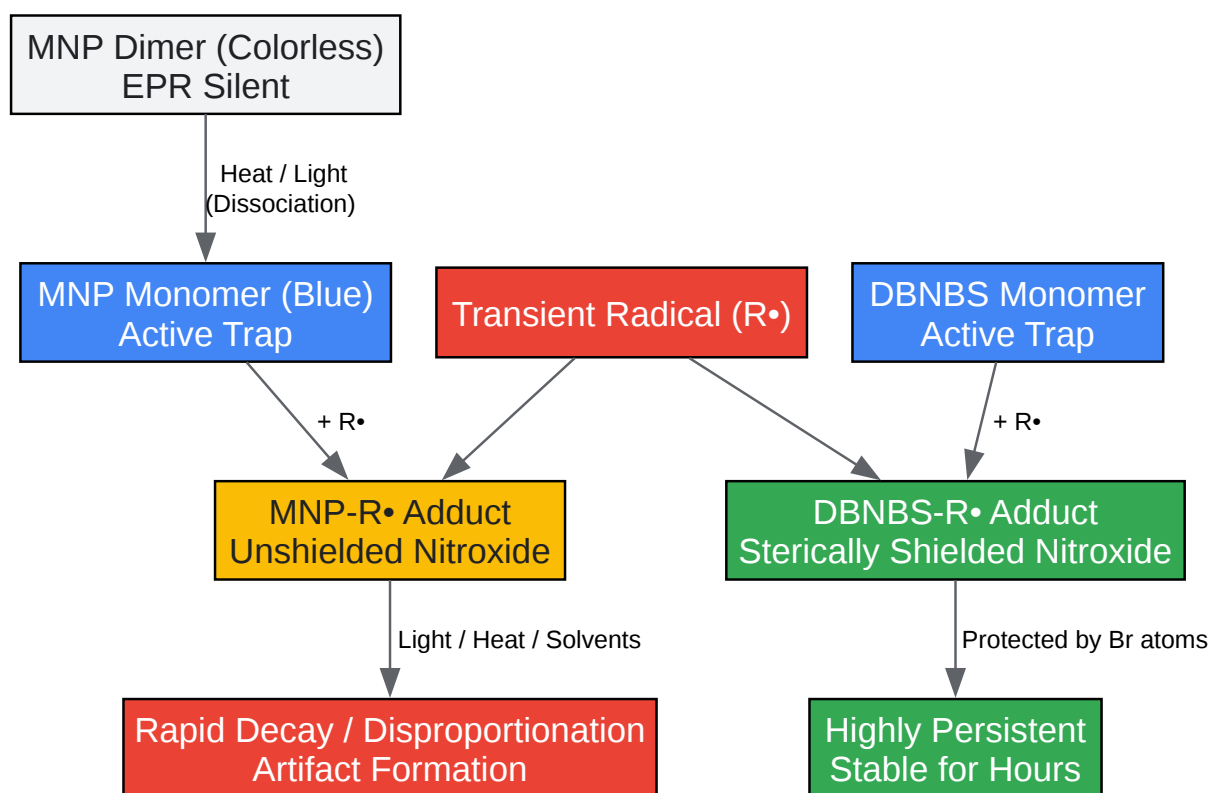 MNP Dimer (Colorless)
EPR Silent
Heat / Light
(Dissociation)
MNP Monomer (Blue)
Active Trap
Transient Radical (R•)
DBNBS Monomer
Active Trap
+ R•
+ R•
MNP-R• Adduct
Unshielded Nitroxide
DBNBS-R• Adduct
Sterically Shielded Nitroxide
Light / Heat / Solvents
Protected by Br atoms
Rapid Decay / Disproportionation
Artifact Formation
Highly Persistent
Stable for Hours